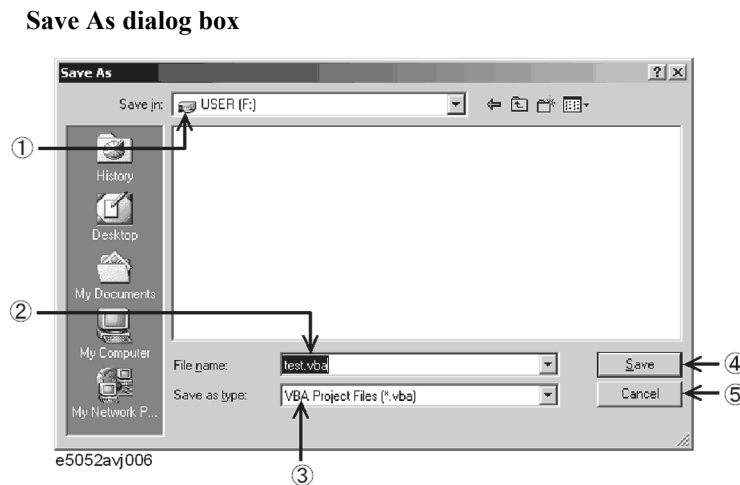 Save As dialog box
Save As
Save in: USER (F:)
①
History
Desktop
My Documents
②
My Computer
File name: test.vba Save ④
Save as type: VBA Project Files (*.vba) Cancel ⑤
My Network P...
e5052avj006
③